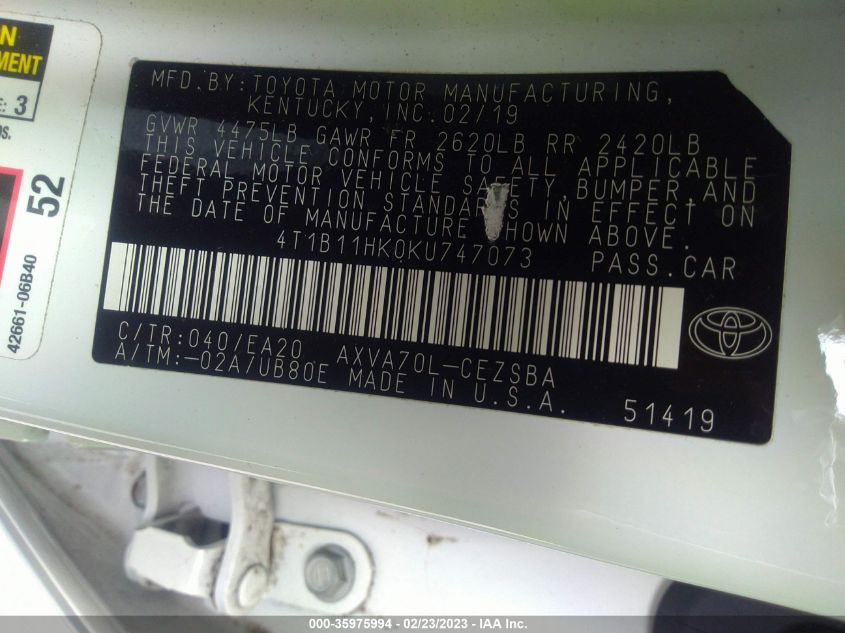 N
MENT
E: 3
OS.
52
42661-06B40
MFD.BY:TOYOTA MOTOR MANUFACTURING,
KENTUCKY, INC. 02/19
GVWR 4475LB GAWR FR 2620LB RR 2420LB
THIS VEHICLE CONFORMS TO ALL APPLICABLE
FEDERAL MOTOR VEHICLE SAFETY,BUMPER,AND
THEFT PREVENTION STANDARDS IN EFFECT ON
THE DATE OF MANUFACTURE SHOWN ABOVE.
4T1B11HK0KU747073 PASS.CAR
C/TR:040/EA20 AXVA70L-CEZSBA
A/TM:-02A/UB80E MADE IN U.S.A.
51419
000-35975994 - 02/23/2023 - IAA Inc.